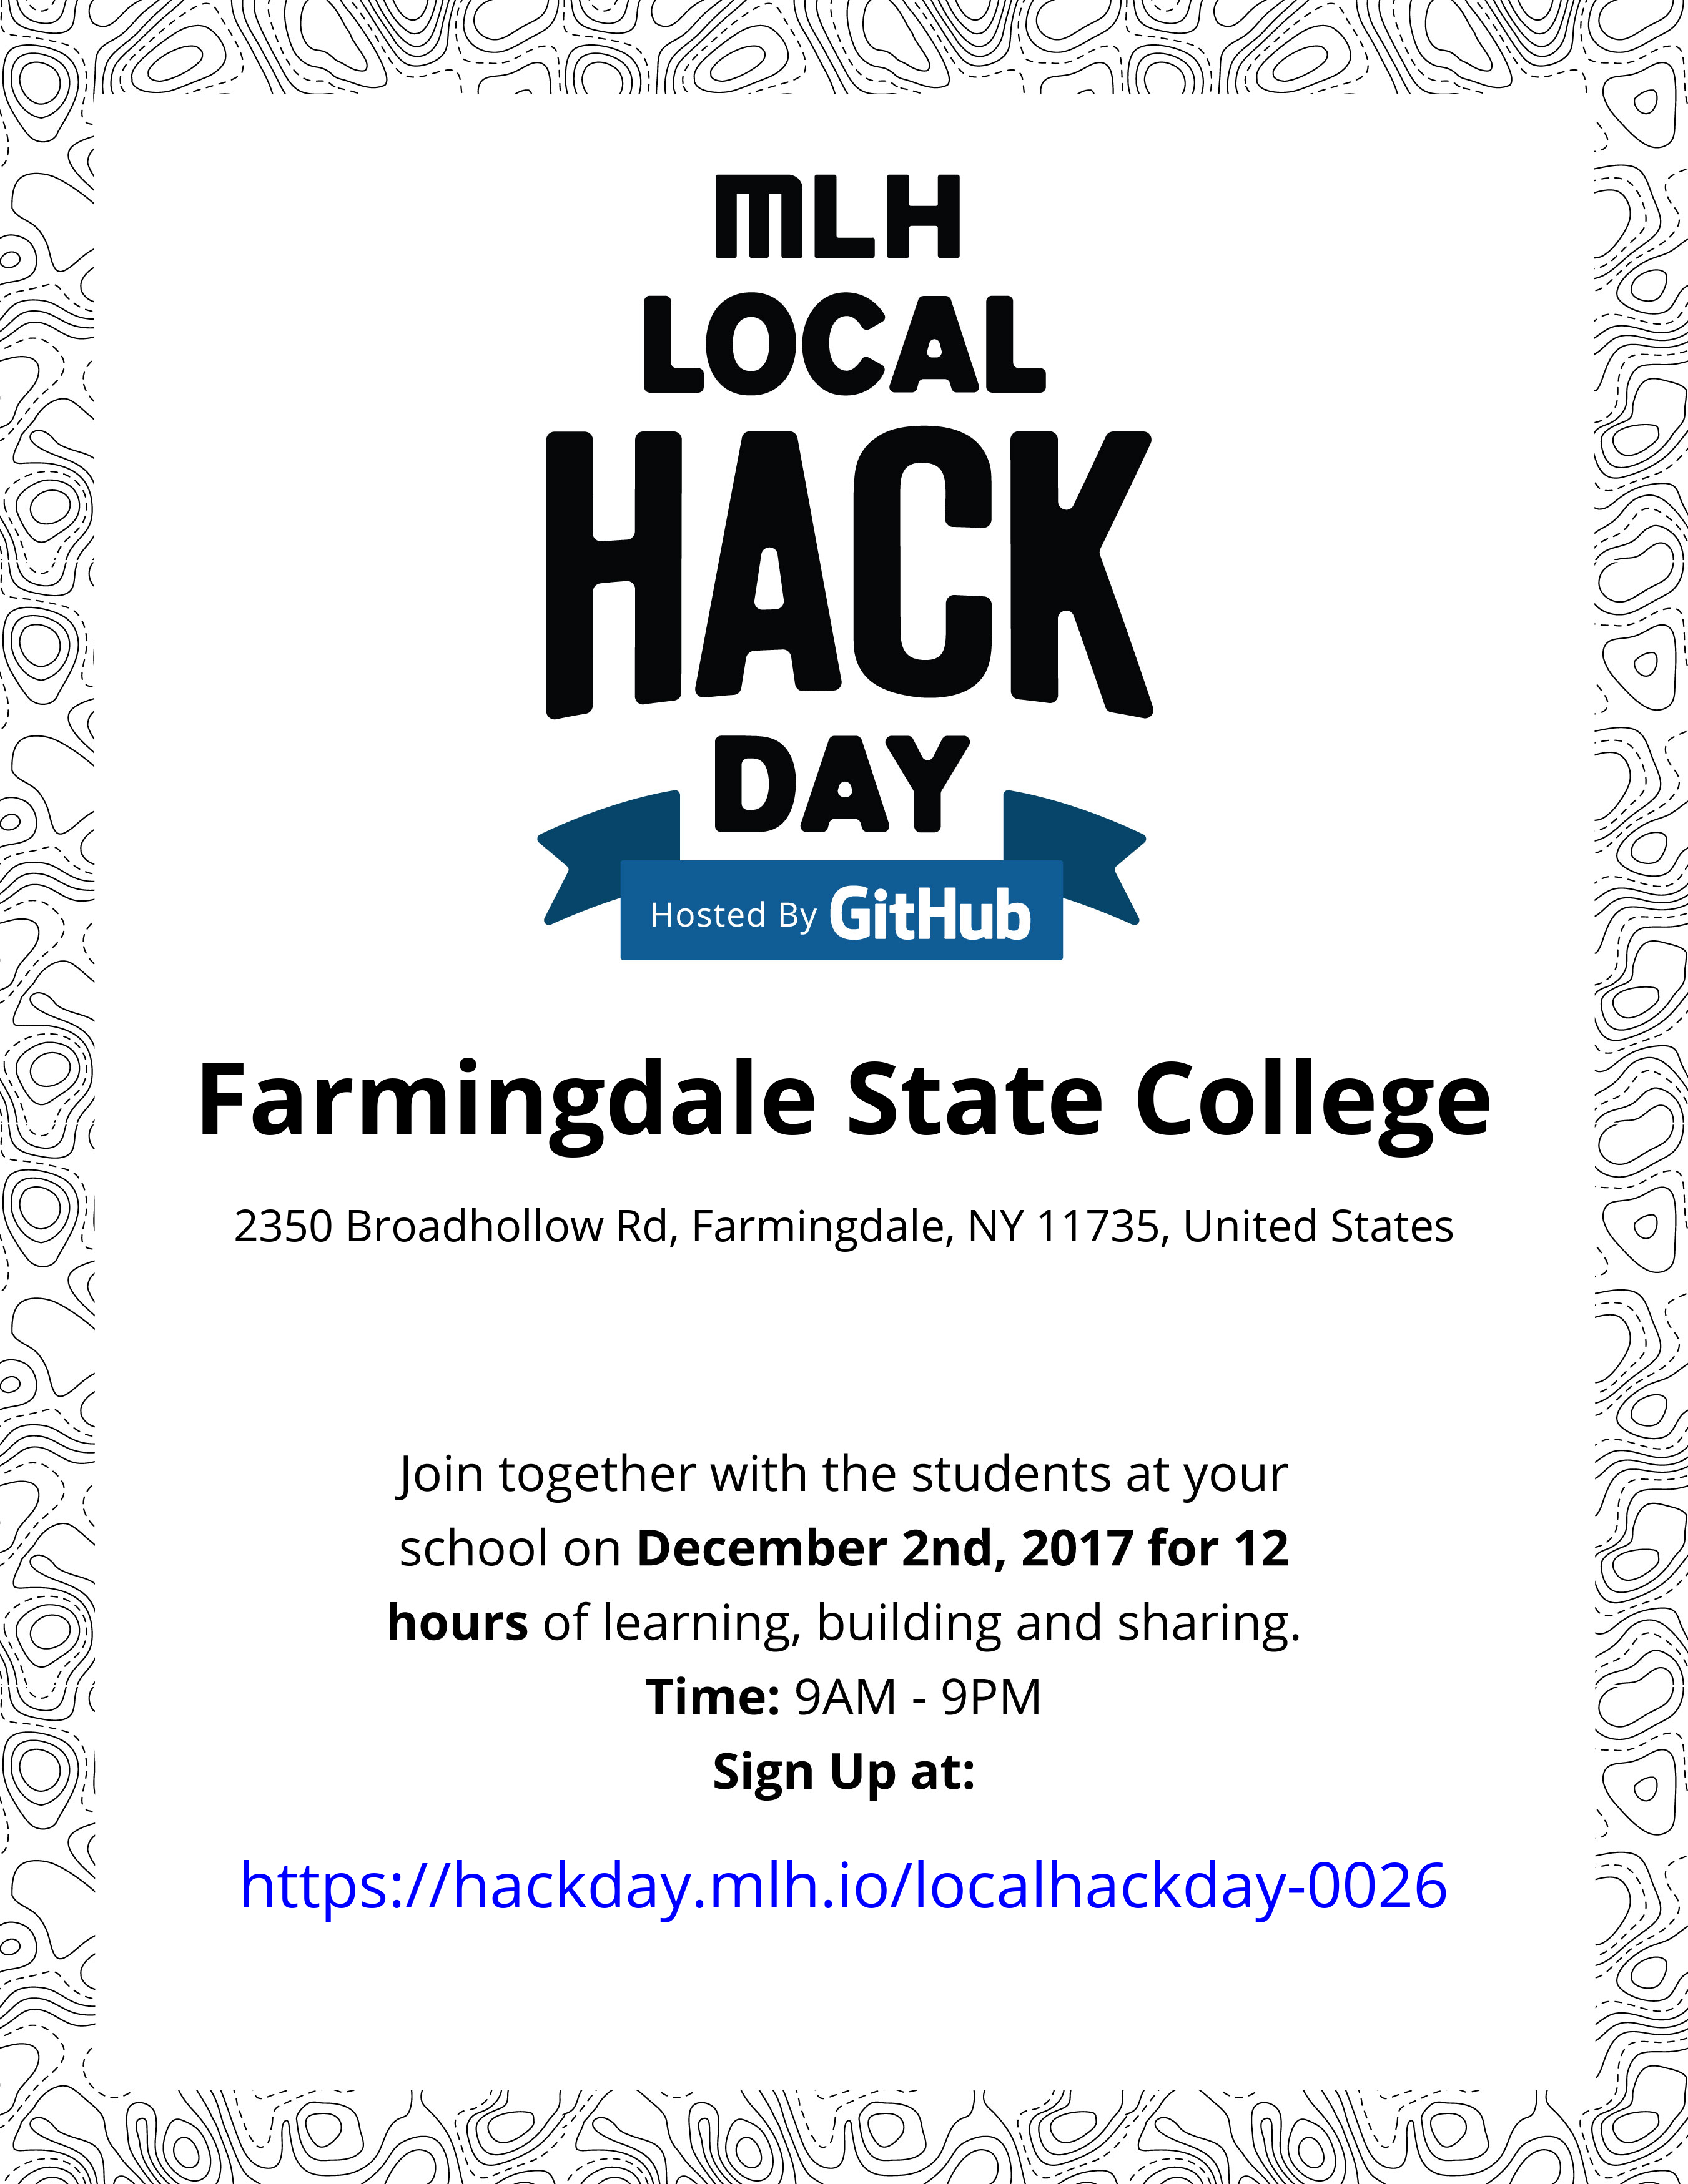 MLH
LOCAL
HACK
DAY
Hosted By GitHub
Farmingdale State College
2350 Broadhollow Rd, Farmingdale, NY 11735, United States
Join together with the students at your
school on December 2nd, 2017 for 12
hours of learning, building and sharing.
Time: 9AM - 9PM
Sign Up at:
https://hackday.mlh.io/localhackday-0026